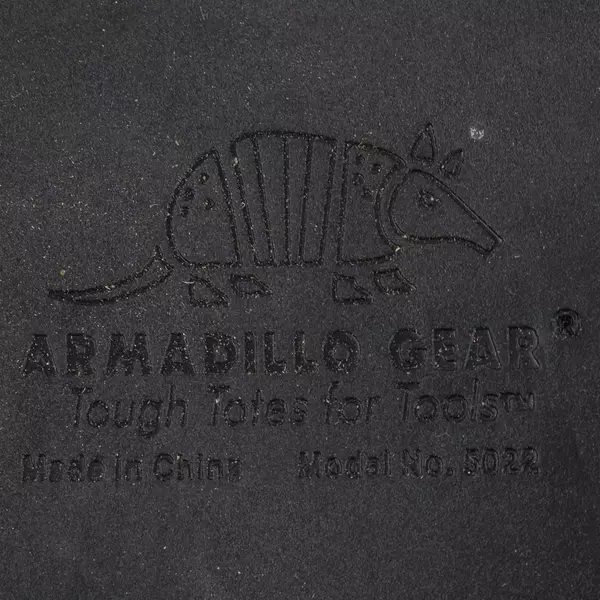 ARMADILLO GEAR®
Tough Totes for Tools™
Made in China Model No. 5022